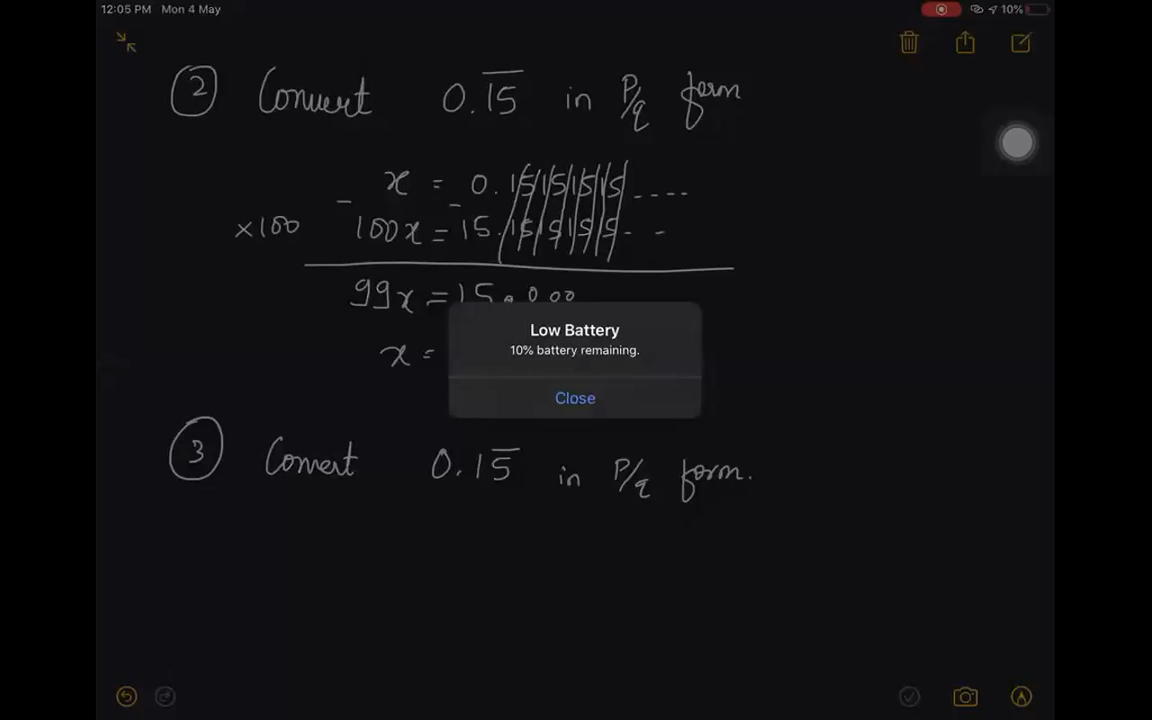 12:05 PM Mon 4 May 10%
② Convert 0.1̅5̅ in P/q form
x = 0.15151515 ....
×100 - 100x = -15.15151515- -
99x = 15.000
x =
Low Battery
10% battery remaining.
Close
③ Convert 0.15̅ in P/q form.